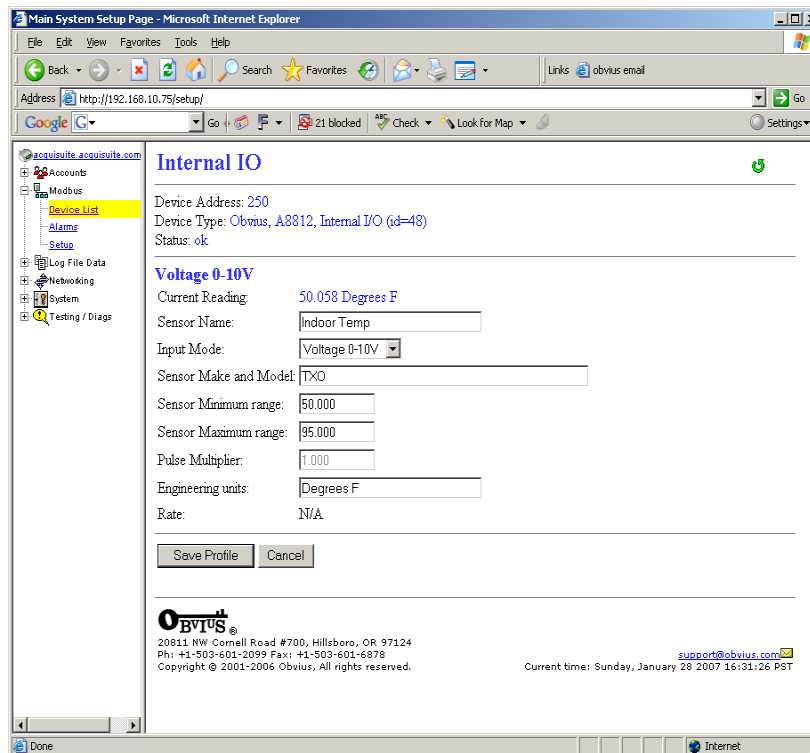 Main System Setup Page - Microsoft Internet Explorer
File Edit View Favorites Tools Help
Back Search Favorites Links obvius email
Address http://192.168.10.75/setup/ Go
Google G Go 21 blocked ABC Check Look for Map Settings
acquisuite.acquisuite.com
Accounts
Modbus
Device List
Alarms
Setup
Log File Data
Networking
System
Testing / Diags
Internal IO
Device Address: 250
Device Type: Obvius, A8812, Internal I/O (id=48)
Status: ok
Voltage 0-10V
Current Reading: 50.058 Degrees F
Sensor Name: Indoor Temp
Input Mode: Voltage 0-10V
Sensor Make and Model: TXO
Sensor Minimum range: 50.000
Sensor Maximum range: 95.000
Pulse Multiplier: 1.000
Engineering units: Degrees F
Rate: N/A
Save Profile Cancel
OBVIUS ®
20811 NW Cornell Road #700, Hillsboro, OR 97124
Ph: +1-503-601-2099 Fax: +1-503-601-6878
Copyright @ 2001-2006 Obvius, All rights reserved.
support@obvius.com
Current time: Sunday, January 28 2007 16:31:26 PST
Done Internet